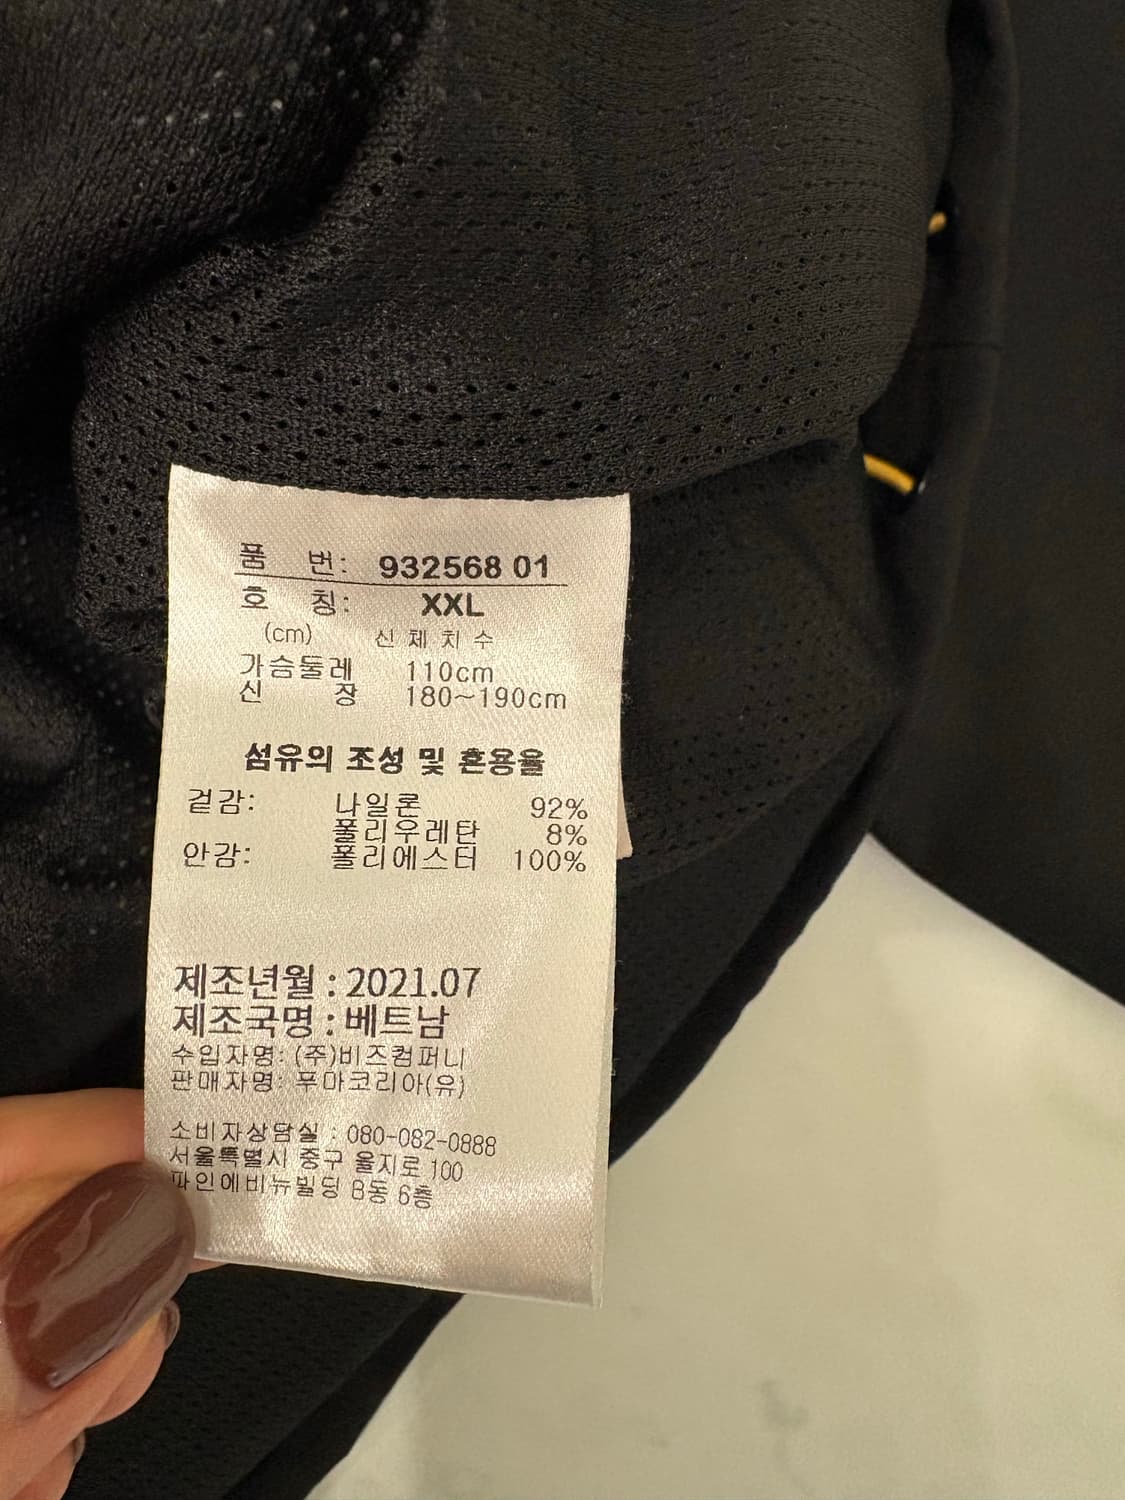 품 번: 932568 01
호 칭: XXL
(cm) 신체치수
가슴둘레 110cm
신 장 180~190cm
섬유의 조성 및 혼용율
겉감: 나일론 92%
폴리우레탄 8%
안감: 폴리에스터 100%
제조년월 : 2021.07
제조국명 : 베트남
수입자명: (주)비즈컴퍼니
판매자명: 푸마코리아(유)
소비자상담실 : 080-082-0888
서울특별시 중구 을지로 100
파인에비뉴빌딩 B동 6층